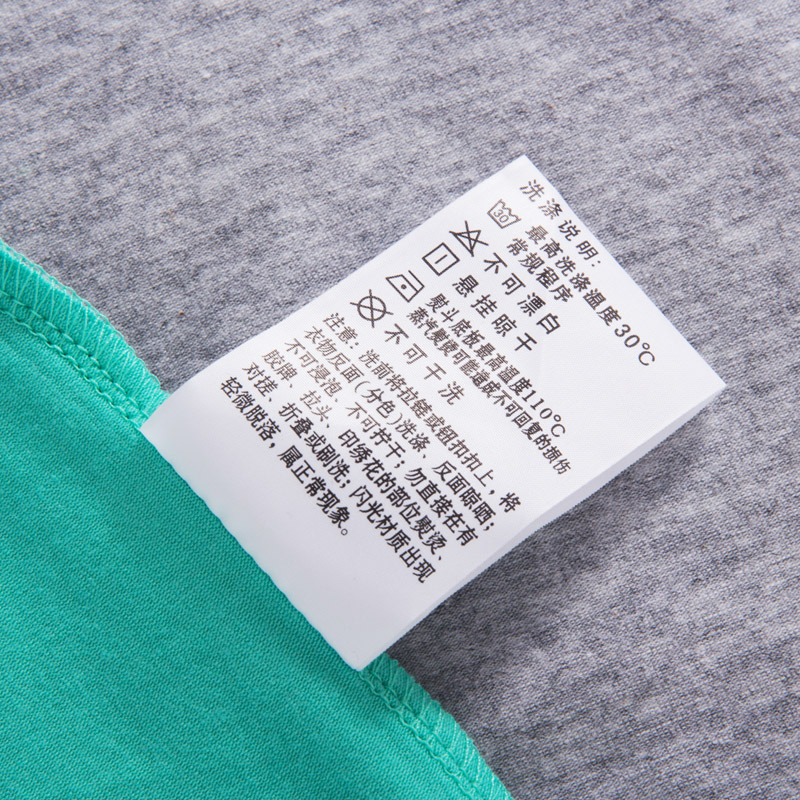 洗涤说明:
30 最高洗涤温度30℃
常规程序
不可漂白
悬挂晾干
熨斗底板最高温度110℃
蒸汽熨烫可能造成不可回复的损伤
不可干洗
注意: 洗前将拉链或钮扣扣上, 将
衣物反面(分色)洗涤、反面晾晒;
不可浸泡、不可拧干; 勿直接在有
胶牌、拉头、印绣花的部位熨烫、
对搓、折叠或刷洗; 闪光材质出现
轻微脱落, 属正常现象。